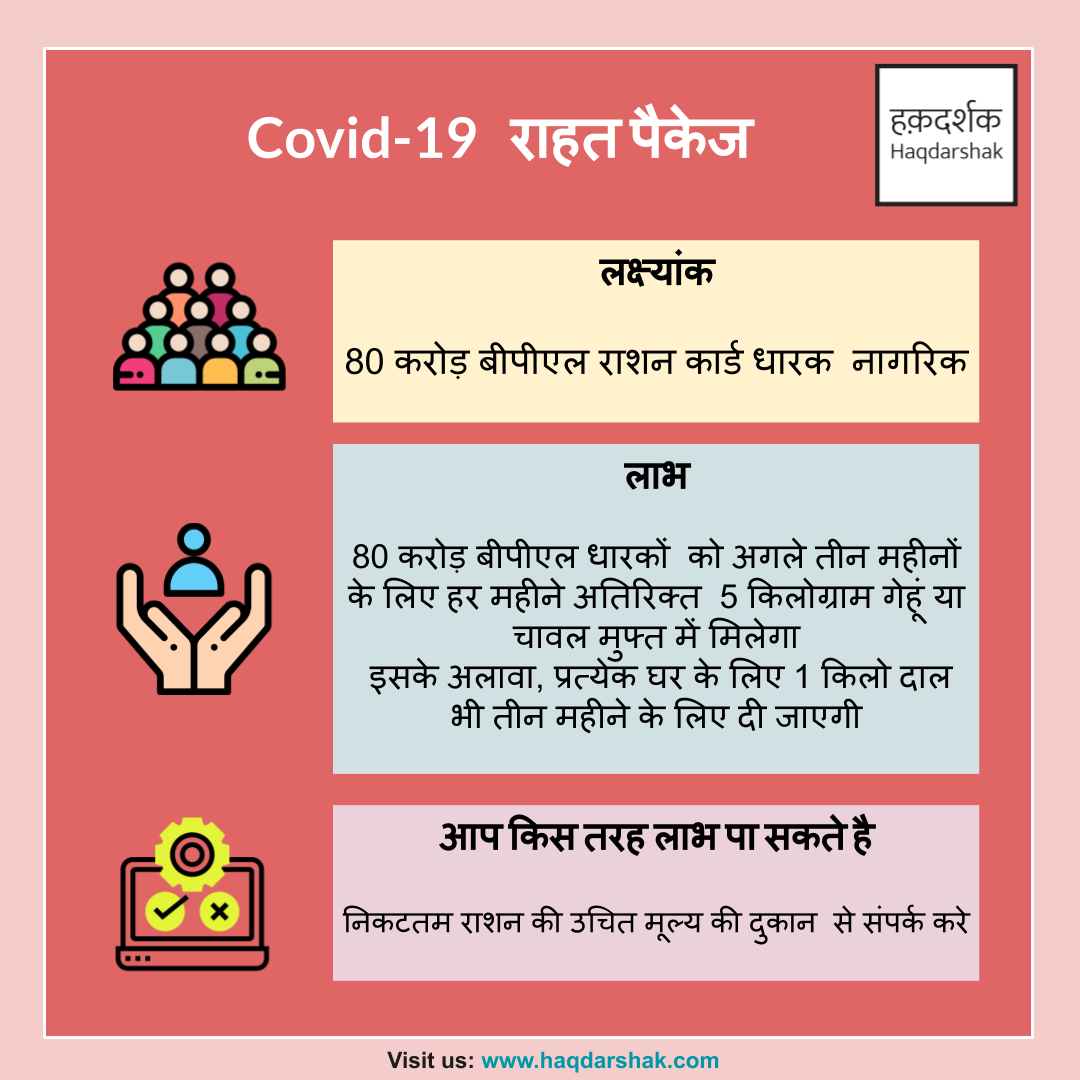 Covid-19 राहत पैकेज
हक़दर्शक
Haqdarshak
लक्ष्यांक
80 करोड़ बीपीएल राशन कार्ड धारक नागरिक
लाभ
80 करोड़ बीपीएल धारकों को अगले तीन महीनों
के लिए हर महीने अतिरिक्त 5 किलोग्राम गेहूं या
चावल मुफ्त में मिलेगा
इसके अलावा, प्रत्येक घर के लिए 1 किलो दाल
भी तीन महीने के लिए दी जाएगी
आप किस तरह लाभ पा सकते है
निकटतम राशन की उचित मूल्य की दुकान से संपर्क करे
Visit us: www.haqdarshak.com